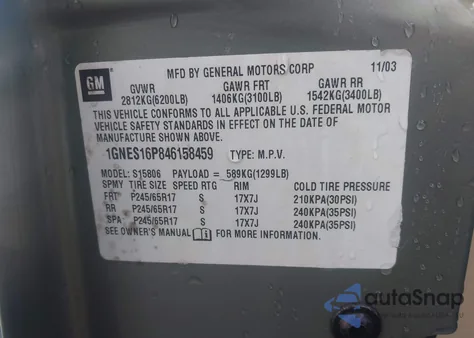 MFD BY GENERAL MOTORS CORP 11/03
GM
GVWR GAWR FRT GAWR RR
2812KG(6200LB) 1406KG(3100LB) 1542KG(3400LB)
THIS VEHICLE CONFORMS TO ALL APPLICABLE U.S. FEDERAL MOTOR
VEHICLE SAFETY STANDARDS IN EFFECT ON THE DATE OF
MANUFACTURE SHOWN ABOVE.
1GNES16P846158459 TYPE: M.P.V.
MODEL: S15806 PAYLOAD = 589KG(1299LB)
SPMY TIRE SIZE SPEED RTG RIM COLD TIRE PRESSURE
FRT P245/65R17 S 17X7J 210KPA(30PSI)
RR P245/65R17 S 17X7J 240KPA(35PSI)
SPA P245/65R17 S 17X7J 240KPA(35PSI)
SEE OWNER'S MANUAL FOR MORE INFORMATION.
autoSnap